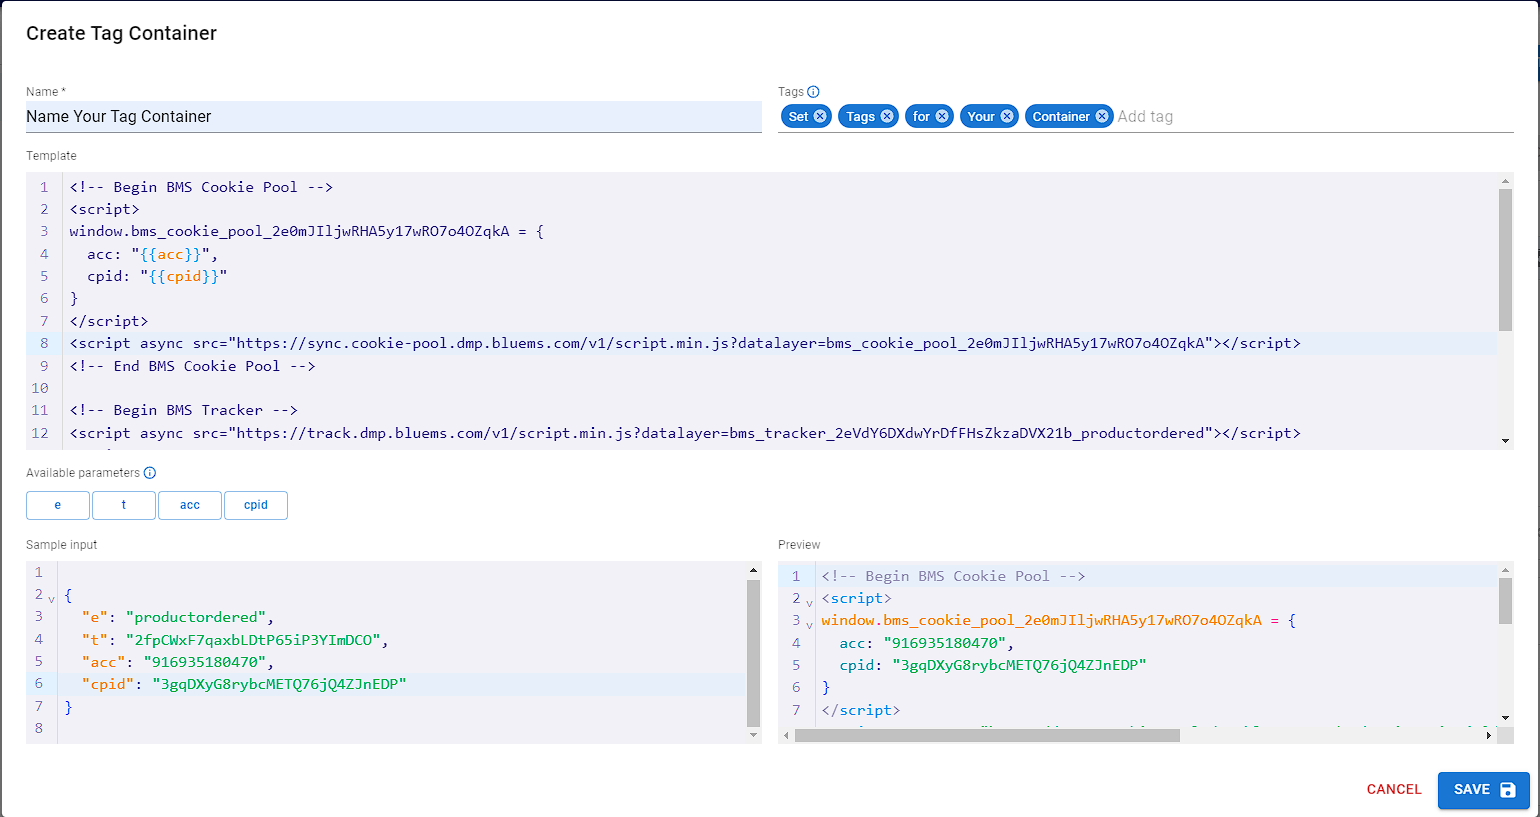 Create Tag Container
Name *
Name Your Tag Container
Tags
Set Tags for Your Container Add tag
Template
1 <!-- Begin BMS Cookie Pool -->
2 <script>
3 window.bms_cookie_pool_2e0mJIljwRHA5y17wRO7o4OZqkA = {
4   acc: "{{acc}}",
5   cpid: "{{cpid}}"
6 }
7 </script>
8 <script async src="https://sync.cookie-pool.dmp.bluems.com/v1/script.min.js?datalayer=bms_cookie_pool_2e0mJIljwRHA5y17wRO7o4OZqkA"></script>
9 <!-- End BMS Cookie Pool -->
10
11 <!-- Begin BMS Tracker -->
12 <script async src="https://track.dmp.bluems.com/v1/script.min.js?datalayer=bms_tracker_2eVdY6DXdwYrDfFHsZkzaDVX21b_productordered"></script>
Available parameters
e t acc cpid
Sample input
1
2 {
3   "e": "productordered",
4   "t": "2fpCWxF7qaxbLDtP65iP3YImDCO",
5   "acc": "916935180470",
6   "cpid": "3gqDXyG8rybcMETQ76jQ4ZJnEDP"
7 }
8
Preview
1 <!-- Begin BMS Cookie Pool -->
2 <script>
3 window.bms_cookie_pool_2e0mJIljwRHA5y17wRO7o4OZqkA = {
4   acc: "916935180470",
5   cpid: "3gqDXyG8rybcMETQ76jQ4ZJnEDP"
6 }
7 </script>
CANCEL
SAVE